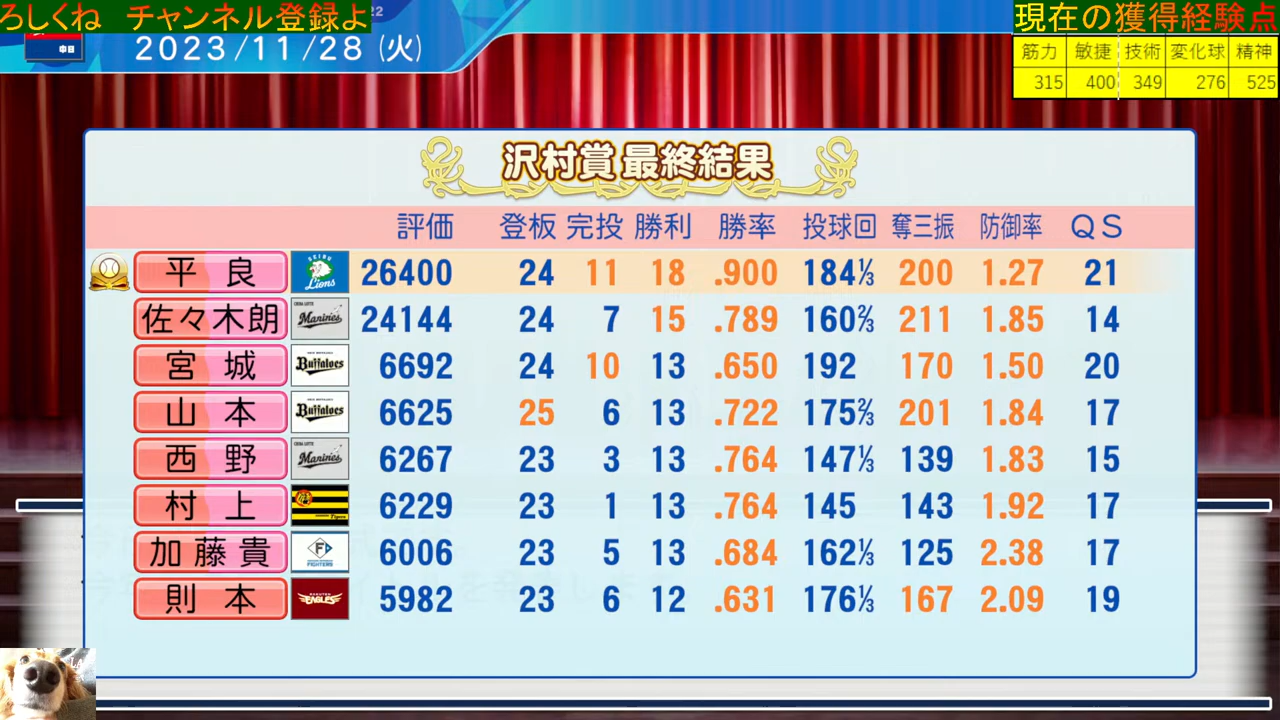 ろしくね チャンネル登録よ
22
2023/11/28 (火)
現在の獲得経験点
筋力 敏捷 技術 変化球 精神
315 400 349 276 525
沢村賞 最終結果
評価 登板 完投 勝利 勝率 投球回 奪三振 防御率 QS
平良 SEIBU Lions 26400 24 11 18 .900 184⅓ 200 1.27 21
佐々木朗 Marines 24144 24 7 15 .789 160⅔ 211 1.85 14
宮城 Buffaloes 6692 24 10 13 .650 192 170 1.50 20
山本 Buffaloes 6625 25 6 13 .722 175⅔ 201 1.84 17
西野 Marines 6267 23 3 13 .764 147⅓ 139 1.83 15
村上 Tigers 6229 23 1 13 .764 145 143 1.92 17
加藤貴 F FIGHTERS 6006 23 5 13 .684 162⅓ 125 2.38 17
則本 EAGLES 5982 23 6 12 .631 176⅓ 167 2.09 19